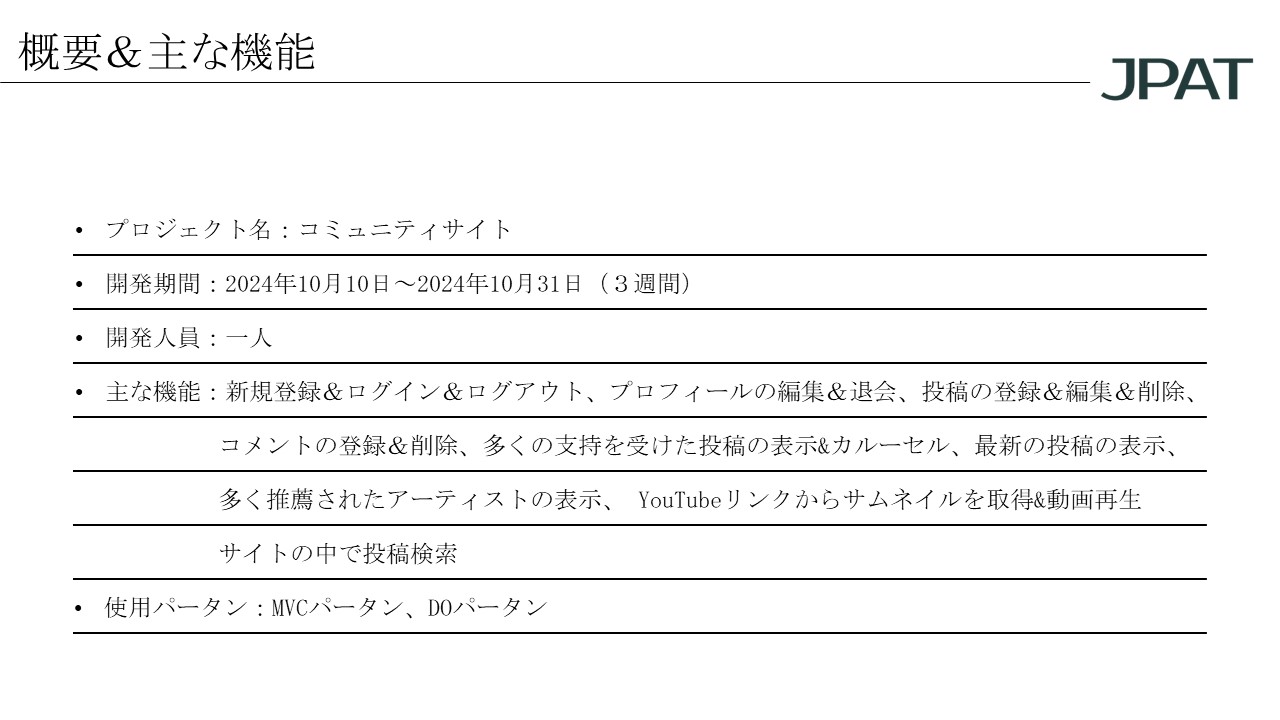 概要＆主な機能
JPAT
• プロジェクト名：コミュニティサイト
• 開発期間：2024年10月10日～2024年10月31日（３週間）
• 開発人員：一人
• 主な機能：新規登録＆ログイン＆ログアウト、プロフィールの編集＆退会、投稿の登録＆編集＆削除、
コメントの登録＆削除、多くの支持を受けた投稿の表示&カルーセル、最新の投稿の表示、
多く推薦されたアーティストの表示、 YouTubeリンクからサムネイルを取得&動画再生
サイトの中で投稿検索
• 使用パータン：MVCパータン、DOパータン